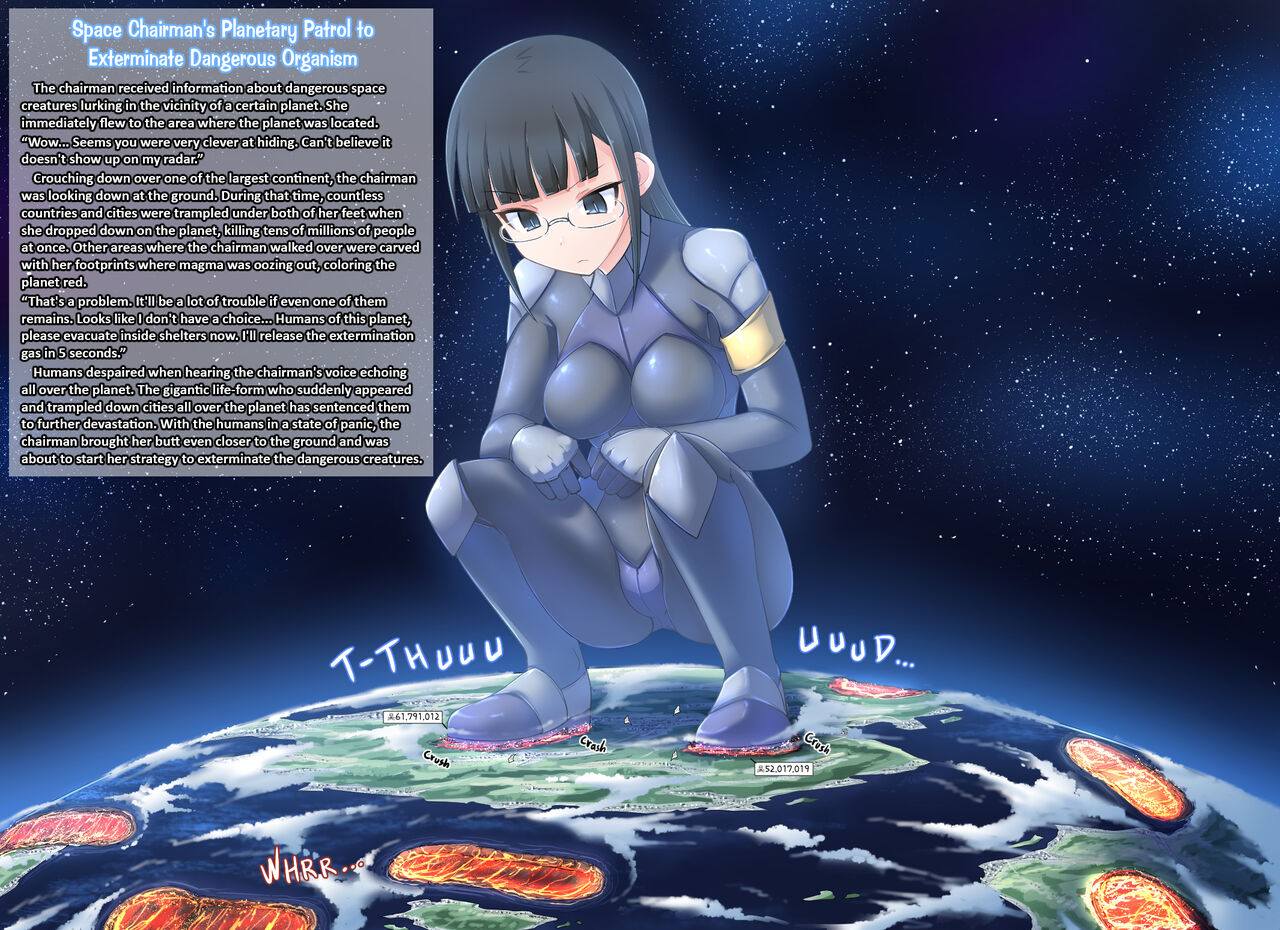 Space Chairman's Planetary Patrol to
Exterminate Dangerous Organism
The chairman received information about dangerous space
creatures lurking in the vicinity of a certain planet. She
immediately flew to the area where the planet was located.
“Wow... Seems you were very clever at hiding. Can't believe it
doesn't show up on my radar.”
Crouching down over one of the largest continent, the chairman
was looking down at the ground. During that time, countless
countries and cities were trampled under both of her feet when
she dropped down on the planet, killing tens of millions of people
at once. Other areas where the chairman walked over were carved
with her footprints where magma was oozing out, coloring the
planet red.
“That's a problem. It'll be a lot of trouble if even one of them
remains. Looks like I don't have a choice... Humans of this planet,
please evacuate inside shelters now. I'll release the extermination
gas in 5 seconds.”
Humans despaired when hearing the chairman's voice echoing
all over the planet. The gigantic life-form who suddenly appeared
and trampled down cities all over the planet has sentenced them
to further devastation. With the humans in a state of panic, the
chairman brought her butt even closer to the ground and was
about to start her strategy to exterminate the dangerous creatures.
T-THUUU
UUUD...
61,791,012
Crush
Crash
Crush
52,017,019
WHRR...